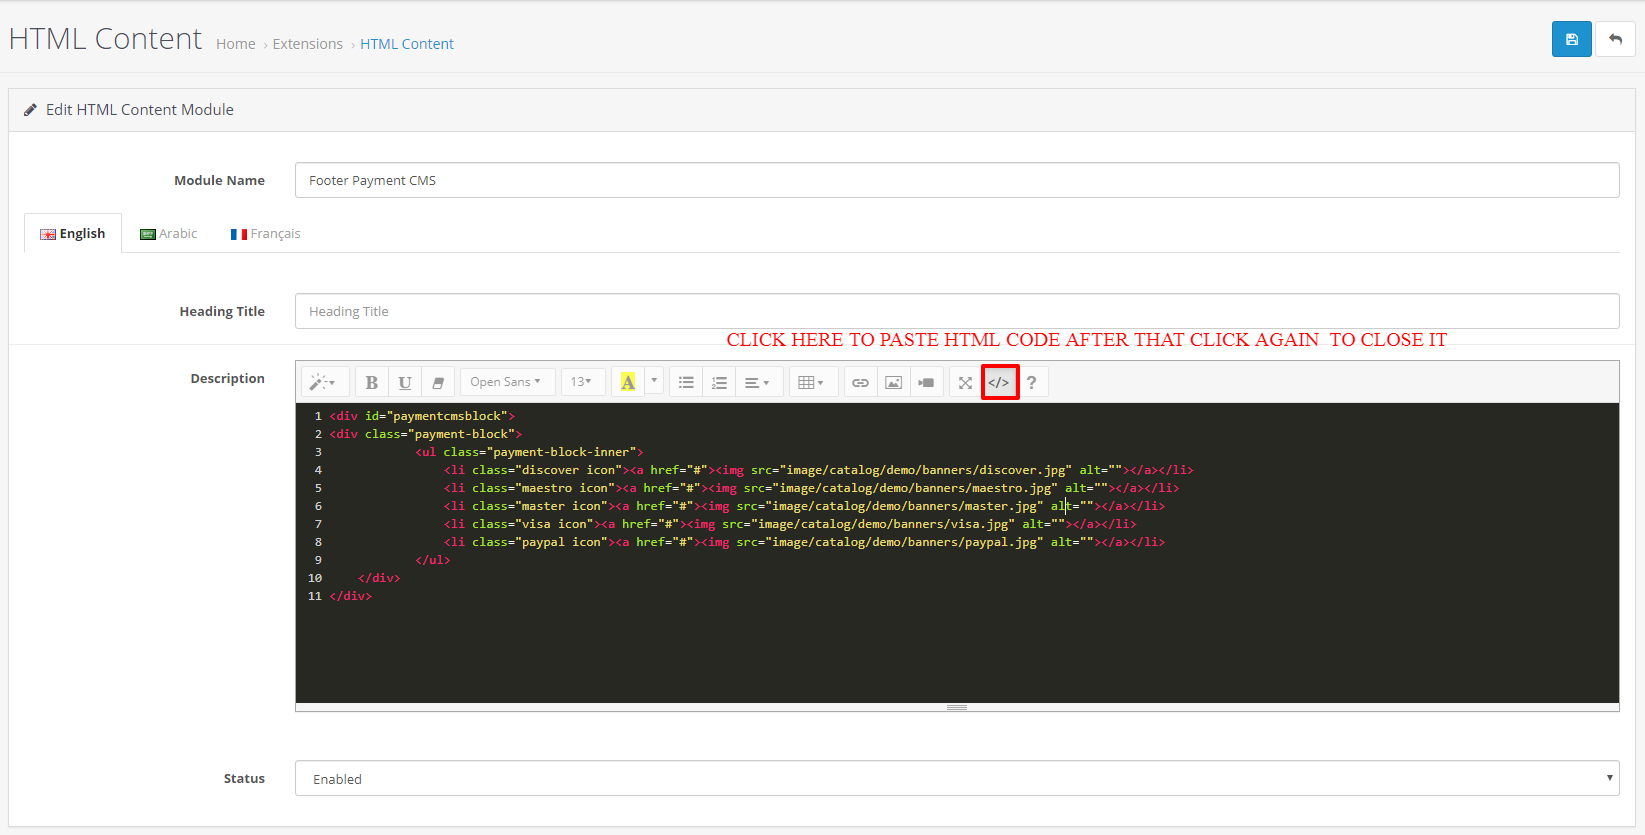 HTML Content Home › Extensions › HTML Content
Edit HTML Content Module
Module Name Footer Payment CMS
English Arabic Français
Heading Title Heading Title
CLICK HERE TO PASTE HTML CODE AFTER THAT CLICK AGAIN TO CLOSE IT
Description B U Open Sans 13 A </> ?
1 <div id="paymentcmsblock">
2 <div class="payment-block">
3 <ul class="payment-block-inner">
4 <li class="discover icon"><a href="#"><img src="image/catalog/demo/banners/discover.jpg" alt=""></a></li>
5 <li class="maestro icon"><a href="#"><img src="image/catalog/demo/banners/maestro.jpg" alt=""></a></li>
6 <li class="master icon"><a href="#"><img src="image/catalog/demo/banners/master.jpg" alt=""></a></li>
7 <li class="visa icon"><a href="#"><img src="image/catalog/demo/banners/visa.jpg" alt=""></a></li>
8 <li class="paypal icon"><a href="#"><img src="image/catalog/demo/banners/paypal.jpg" alt=""></a></li>
9 </ul>
10 </div>
11 </div>
Status Enabled